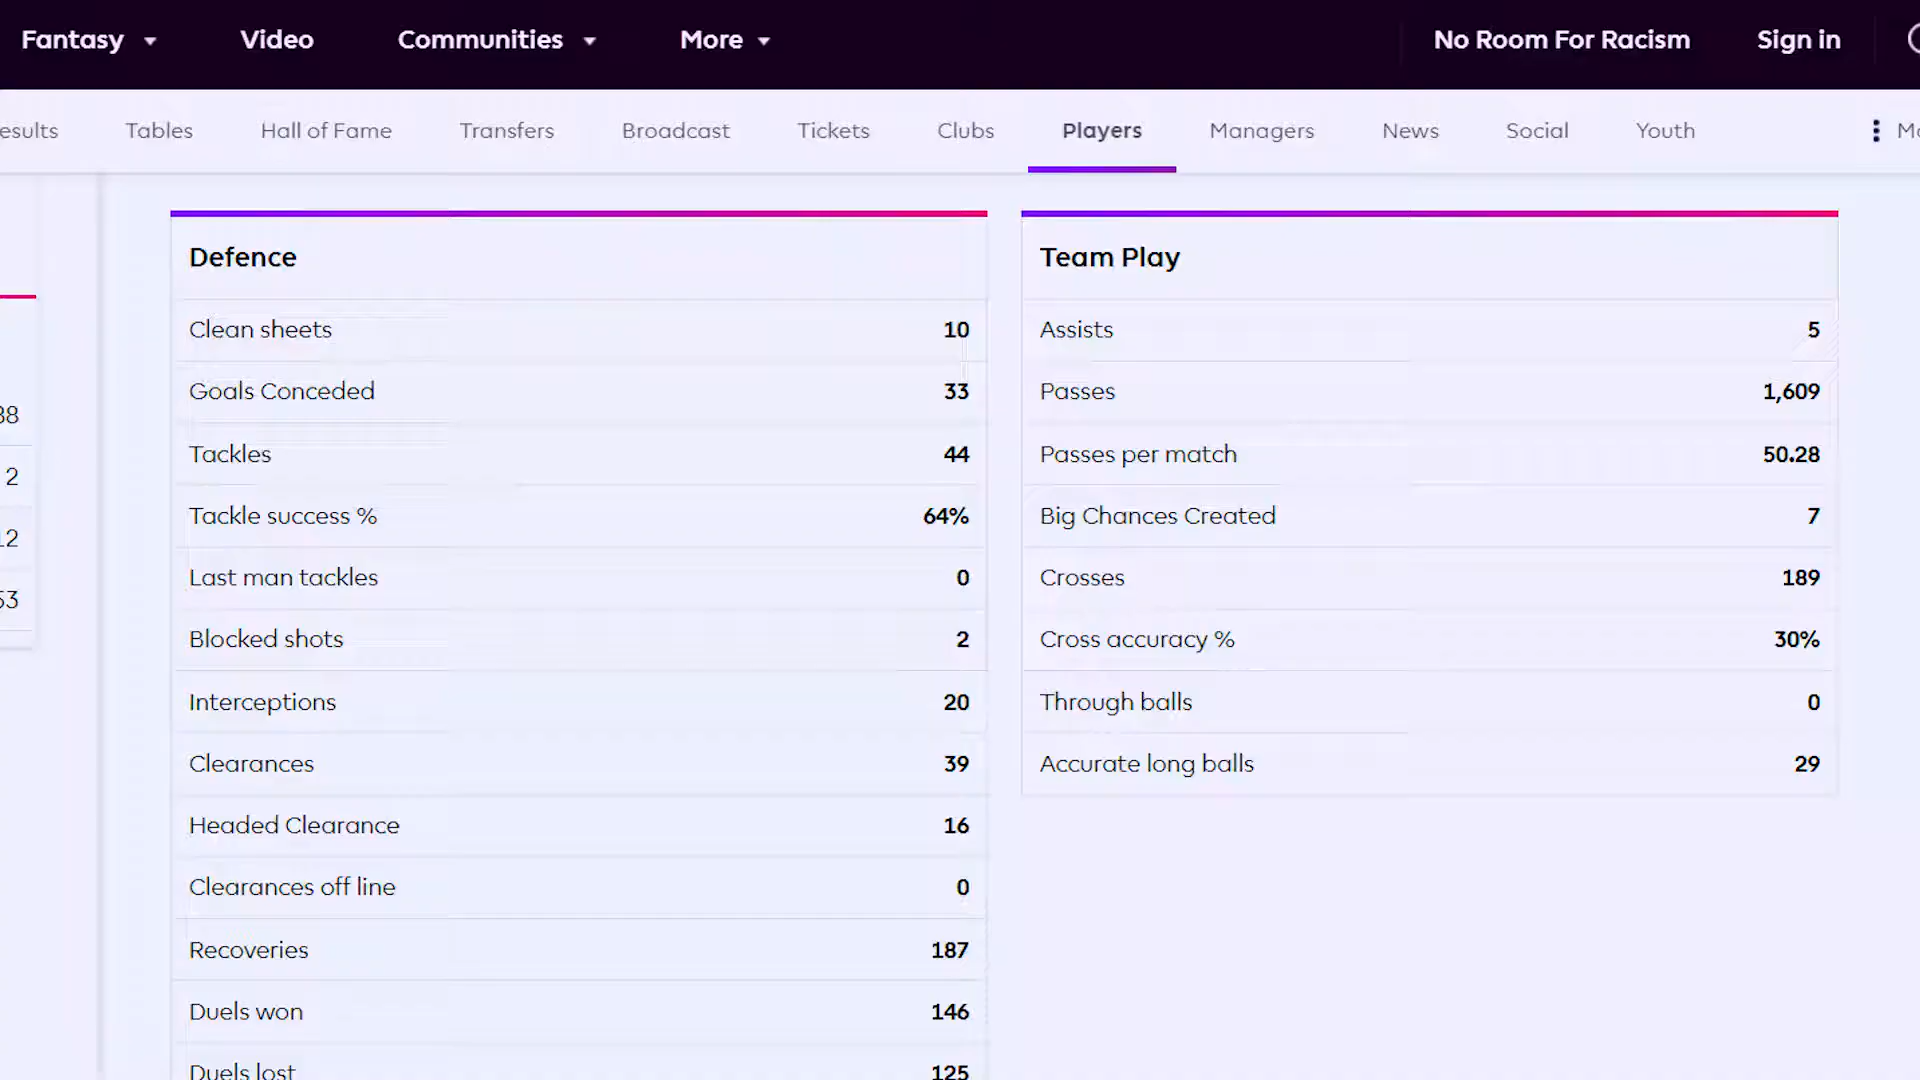 Fantasy Video Communities More No Room For Racism Sign in
esults Tables Hall of Fame Transfers Broadcast Tickets Clubs Players Managers News Social Youth
Defence
Clean sheets 10
Goals Conceded 33
Tackles 44
Tackle success % 64%
Last man tackles 0
Blocked shots 2
Interceptions 20
Clearances 39
Headed Clearance 16
Clearances off line 0
Recoveries 187
Duels won 146
Duels lost 125
Team Play
Assists 5
Passes 1,609
Passes per match 50.28
Big Chances Created 7
Crosses 189
Cross accuracy % 30%
Through balls 0
Accurate long balls 29